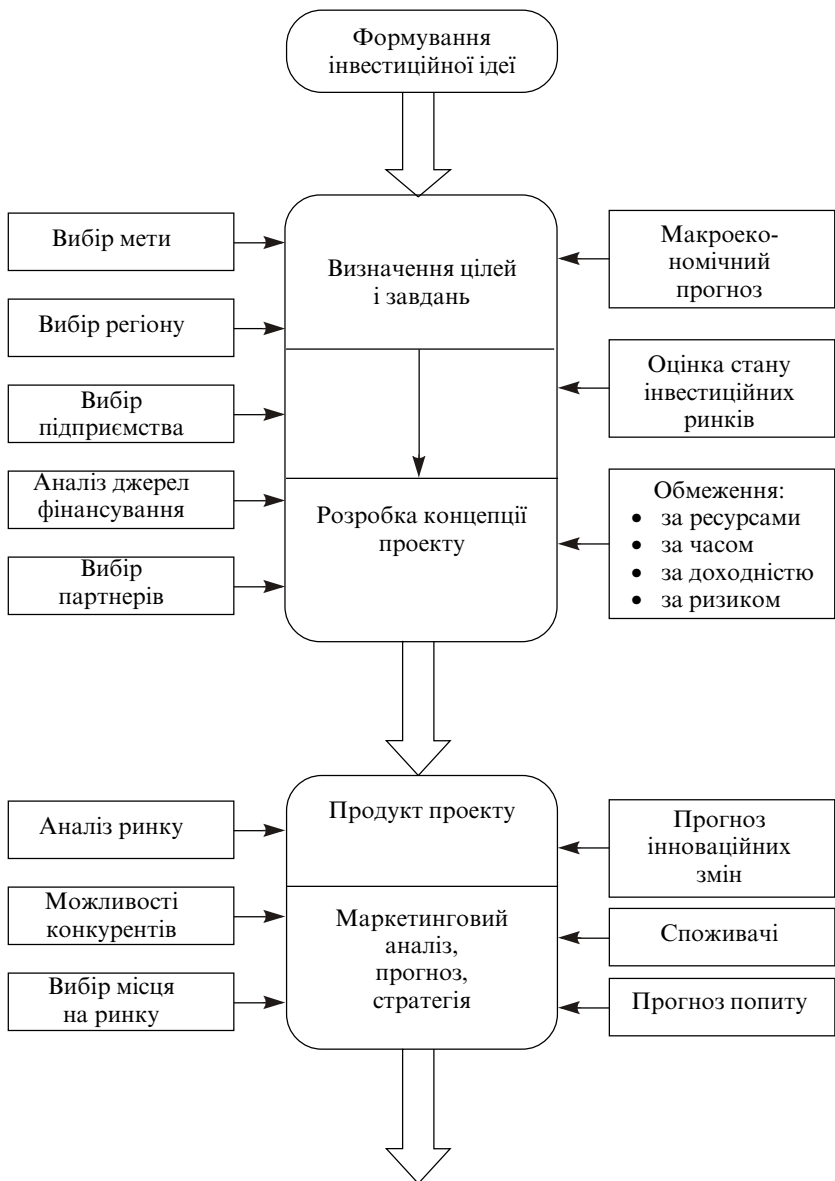 Формування
інвестиційної ідеї
Вибір мети
Вибір регіону
Вибір
підприємства
Аналіз джерел
фінансування
Вибір
партнерів
Визначення цілей
і завдань
Розробка концепції
проекту
Макроеко-
номічний
прогноз
Оцінка стану
інвестиційних
ринків
Обмеження:
• за ресурсами
• за часом
• за доходністю
• за ризиком
Аналіз ринку
Можливості
конкурентів
Вибір місця
на ринку
Продукт проекту
Маркетинговий
аналіз,
прогноз,
стратегія
Прогноз
інноваційних
змін
Споживачі
Прогноз попиту